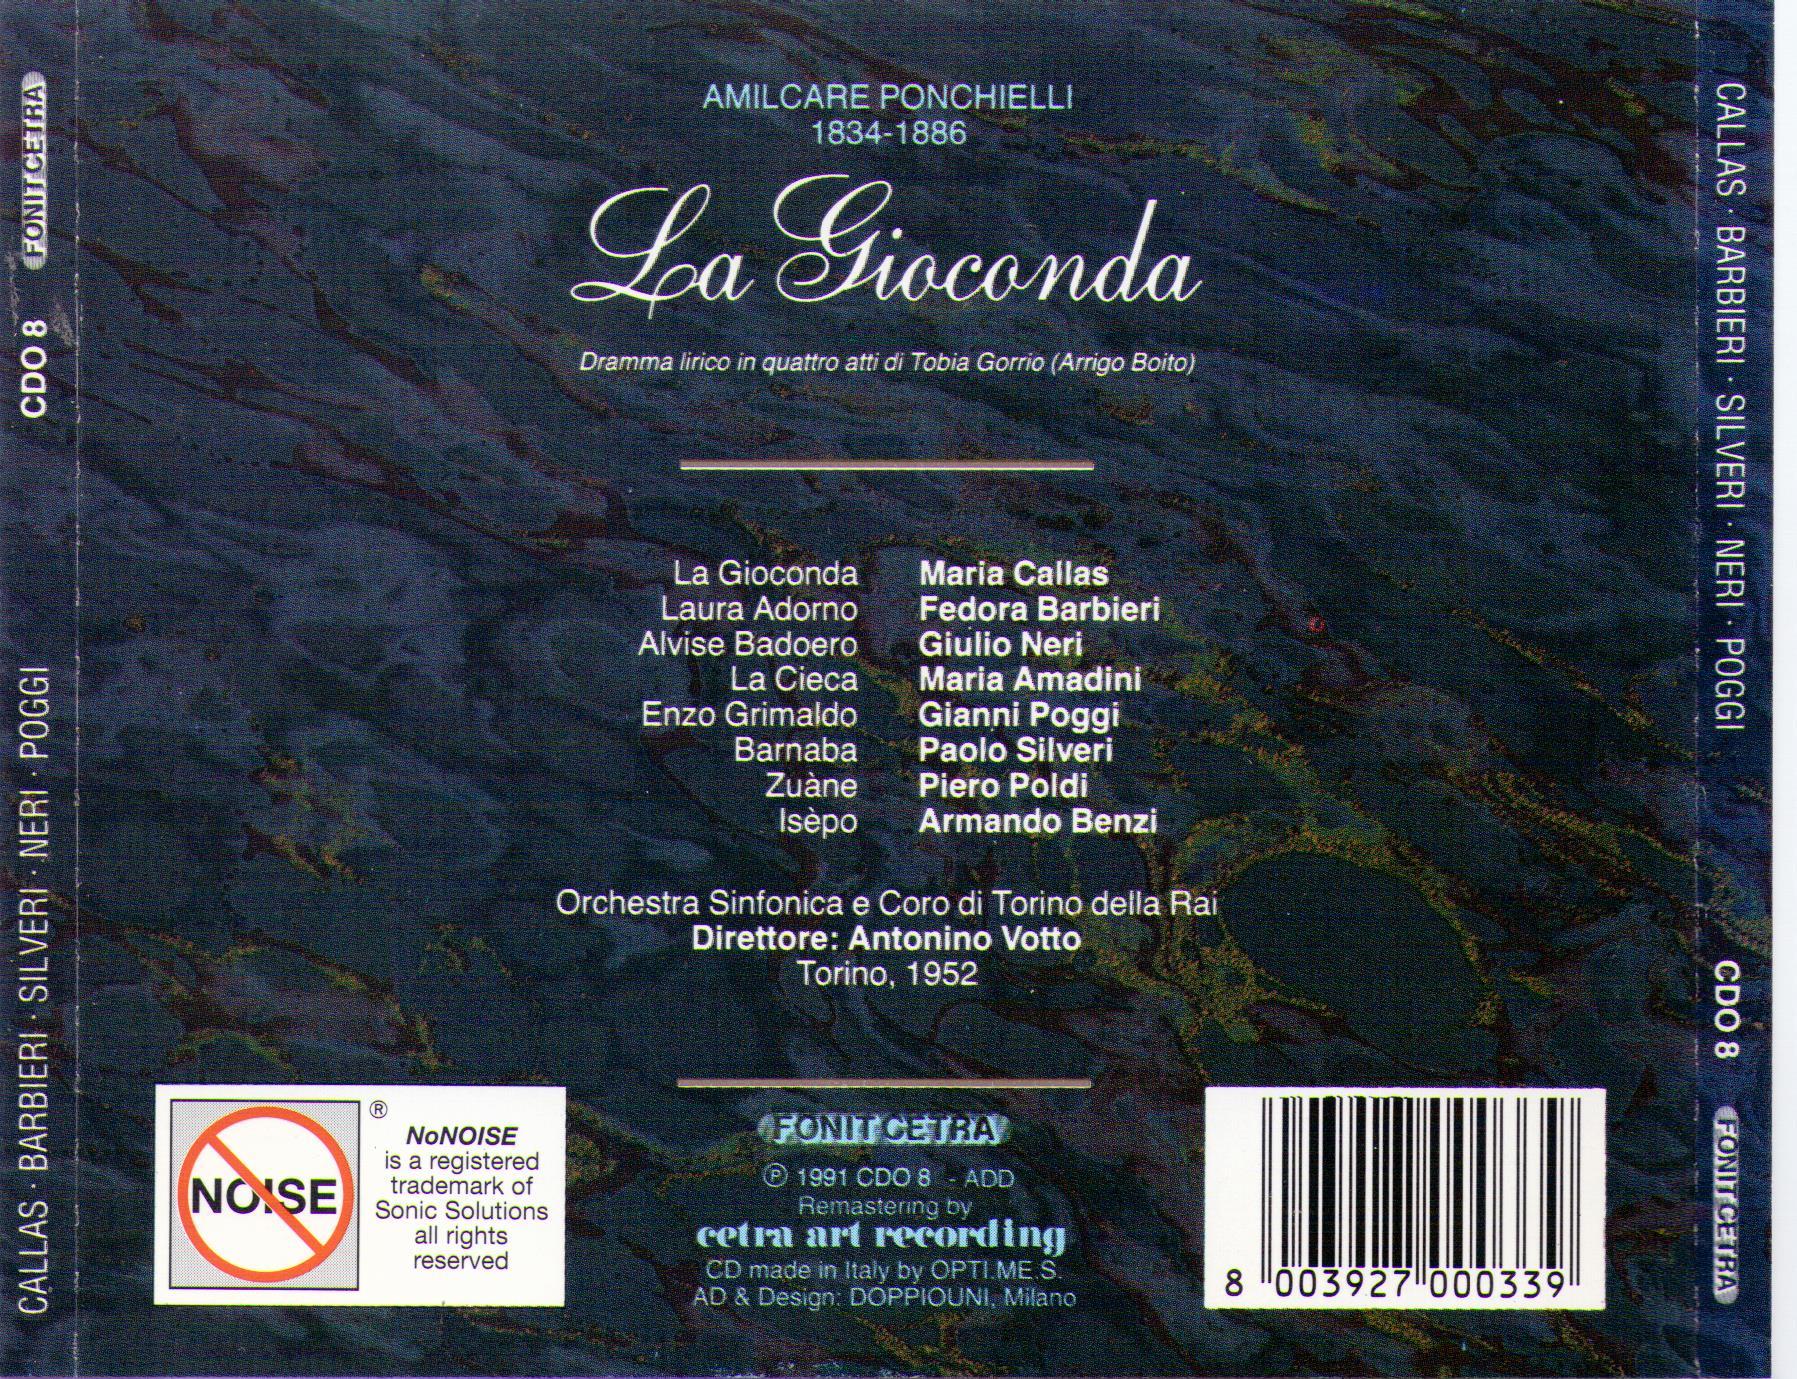 AMILCARE PONCHIELLI
1834-1886
La Gioconda
Dramma lirico in quattro atti di Tobia Gorrio (Arrigo Boito)
La Gioconda Maria Callas
Laura Adorno Fedora Barbieri
Alvise Badoero Giulio Neri
La Cieca Maria Amadini
Enzo Grimaldo Gianni Poggi
Barnaba Paolo Silveri
Zuàne Piero Poldi
Isèpo Armando Benzi
Orchestra Sinfonica e Coro di Torino della Rai
Direttore: Antonino Votto
Torino, 1952
NOISE
®
NoNOISE
is a registered
trademark of
Sonic Solutions
all rights
reserved
FONIT CETRA
℗ 1991 CDO 8 - ADD
Remastering by
cetra art recording
CD made in Italy by OPTI.ME.S.
AD & Design: DOPPIOUNI, Milano
8 003927 000339
CALLAS · BARBIERI · SILVERI · NERI · POGGI CDO 8 FONIT CETRA
CALLAS · BARBIERI · SILVERI · NERI · POGGI CDO 8 FONIT CETRA